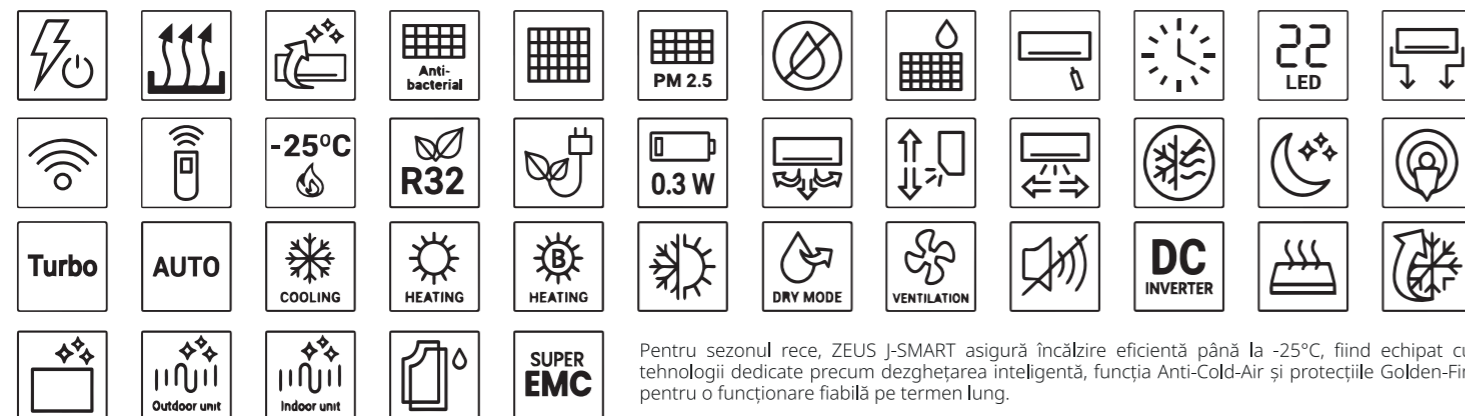 Anti-
bacterial
PM 2.5
22
LED
-25°C
R32
0.3 W
Turbo
AUTO
COOLING
HEATING
B
HEATING
DRY MODE
VENTILATION
DC
INVERTER
Outdoor unit
Indoor unit
SUPER
EMC
Pentru sezonul rece, ZEUS J-SMART asigură încălzire eficientă până la -25°C, fiind echipat cu
tehnologii dedicate precum dezghețarea inteligentă, funcția Anti-Cold-Air și protecțiile Golden-Fin
pentru o funcționare fiabilă pe termen lung.